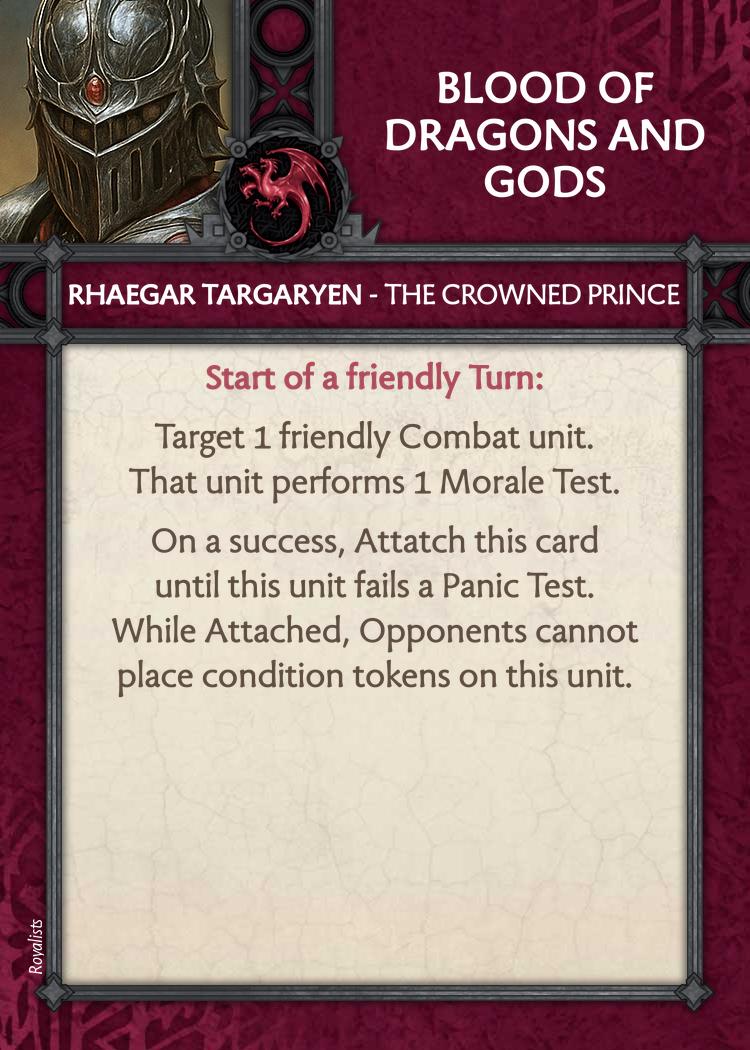 BLOOD OF
DRAGONS AND
GODS
RHAEGAR TARGARYEN - THE CROWNED PRINCE
Start of a friendly Turn:
Target 1 friendly Combat unit.
That unit performs 1 Morale Test.
On a success, Attatch this card
until this unit fails a Panic Test.
While Attached, Opponents cannot
place condition tokens on this unit.
Royalists